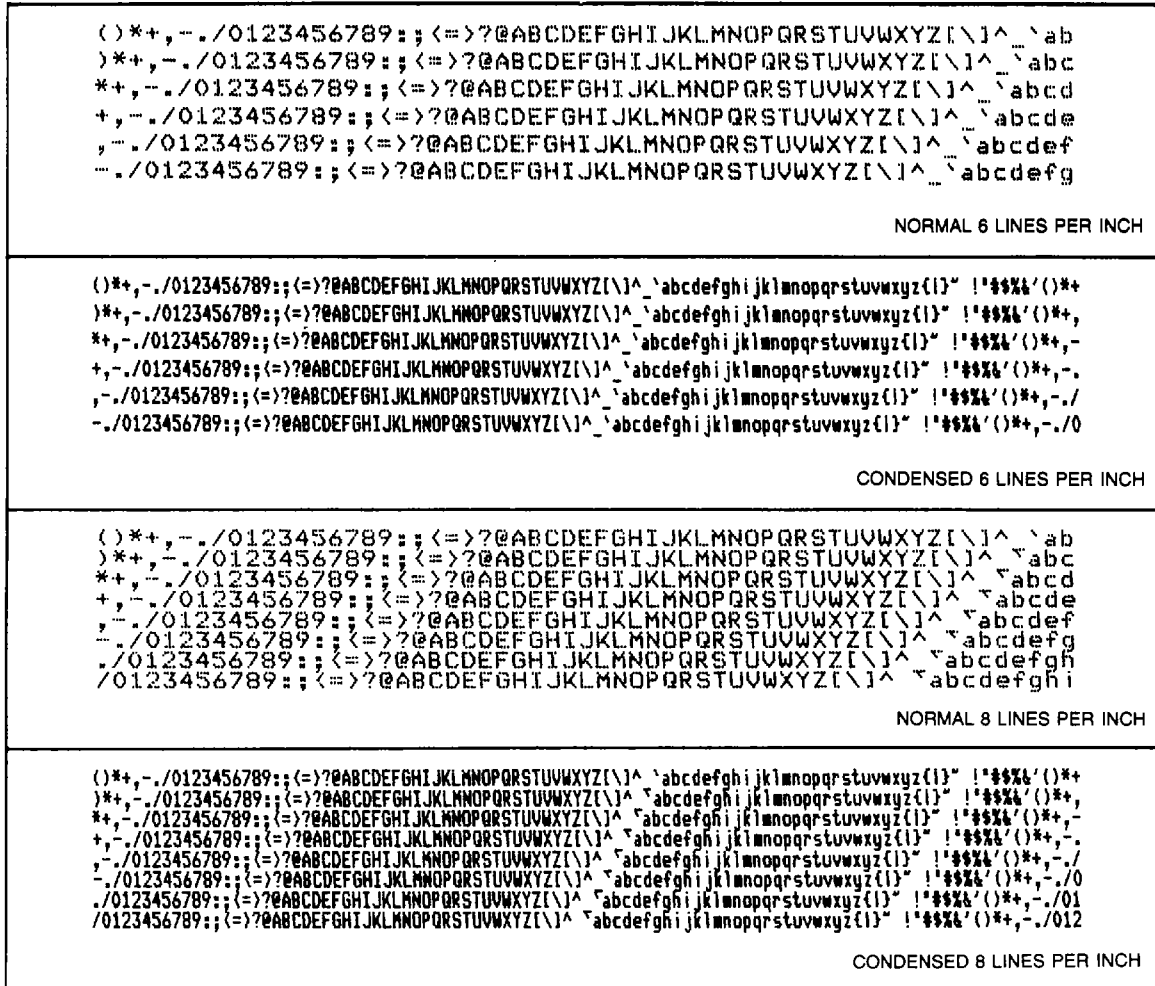 ()*+,-./0123456789:;<=>?@ABCDEFGHIJKLMNOPQRSTUVWXYZ[\]^_`ab
)*+,-./0123456789:;<=>?@ABCDEFGHIJKLMNOPQRSTUVWXYZ[\]^_`abc
*+,-./0123456789:;<=>?@ABCDEFGHIJKLMNOPQRSTUVWXYZ[\]^_`abcd
+,-./0123456789:;<=>?@ABCDEFGHIJKLMNOPQRSTUVWXYZ[\]^_`abcde
,-./0123456789:;<=>?@ABCDEFGHIJKLMNOPQRSTUVWXYZ[\]^_`abcdef
-./0123456789:;<=>?@ABCDEFGHIJKLMNOPQRSTUVWXYZ[\]^_`abcdefg
NORMAL 6 LINES PER INCH
()*+,-./0123456789:;<=>?@ABCDEFGHIJKLMNOPQRSTUVWXYZ[\]^_`abcdefghijklmnopqrstuvwxyz{|}~ !"#$%&'()*+
)*+,-./0123456789:;<=>?@ABCDEFGHIJKLMNOPQRSTUVWXYZ[\]^_`abcdefghijklmnopqrstuvwxyz{|}~ !"#$%&'()*+,
*+,-./0123456789:;<=>?@ABCDEFGHIJKLMNOPQRSTUVWXYZ[\]^_`abcdefghijklmnopqrstuvwxyz{|}~ !"#$%&'()*+,-
+,-./0123456789:;<=>?@ABCDEFGHIJKLMNOPQRSTUVWXYZ[\]^_`abcdefghijklmnopqrstuvwxyz{|}~ !"#$%&'()*+,-.
,-./0123456789:;<=>?@ABCDEFGHIJKLMNOPQRSTUVWXYZ[\]^_`abcdefghijklmnopqrstuvwxyz{|}~ !"#$%&'()*+,-./
-./0123456789:;<=>?@ABCDEFGHIJKLMNOPQRSTUVWXYZ[\]^_`abcdefghijklmnopqrstuvwxyz{|}~ !"#$%&'()*+,-./0
CONDENSED 6 LINES PER INCH
()*+,-./0123456789:;<=>?@ABCDEFGHIJKLMNOPQRSTUVWXYZ[\]^_`ab
)*+,-./0123456789:;<=>?@ABCDEFGHIJKLMNOPQRSTUVWXYZ[\]^_`abc
*+,-./0123456789:;<=>?@ABCDEFGHIJKLMNOPQRSTUVWXYZ[\]^_`abcd
+,-./0123456789:;<=>?@ABCDEFGHIJKLMNOPQRSTUVWXYZ[\]^_`abcde
,-./0123456789:;<=>?@ABCDEFGHIJKLMNOPQRSTUVWXYZ[\]^_`abcdef
-./0123456789:;<=>?@ABCDEFGHIJKLMNOPQRSTUVWXYZ[\]^_`abcdefg
./0123456789:;<=>?@ABCDEFGHIJKLMNOPQRSTUVWXYZ[\]^_`abcdefgh
/0123456789:;<=>?@ABCDEFGHIJKLMNOPQRSTUVWXYZ[\]^_`abcdefghi
NORMAL 8 LINES PER INCH
()*+,-./0123456789:;<=>?@ABCDEFGHIJKLMNOPQRSTUVWXYZ[\]^_`abcdefghijklmnopqrstuvwxyz{|}~ !"#$%&'()*+
)*+,-./0123456789:;<=>?@ABCDEFGHIJKLMNOPQRSTUVWXYZ[\]^_`abcdefghijklmnopqrstuvwxyz{|}~ !"#$%&'()*+,
*+,-./0123456789:;<=>?@ABCDEFGHIJKLMNOPQRSTUVWXYZ[\]^_`abcdefghijklmnopqrstuvwxyz{|}~ !"#$%&'()*+,-
+,-./0123456789:;<=>?@ABCDEFGHIJKLMNOPQRSTUVWXYZ[\]^_`abcdefghijklmnopqrstuvwxyz{|}~ !"#$%&'()*+,-.
,-./0123456789:;<=>?@ABCDEFGHIJKLMNOPQRSTUVWXYZ[\]^_`abcdefghijklmnopqrstuvwxyz{|}~ !"#$%&'()*+,-./
-./0123456789:;<=>?@ABCDEFGHIJKLMNOPQRSTUVWXYZ[\]^_`abcdefghijklmnopqrstuvwxyz{|}~ !"#$%&'()*+,-./0
./0123456789:;<=>?@ABCDEFGHIJKLMNOPQRSTUVWXYZ[\]^_`abcdefghijklmnopqrstuvwxyz{|}~ !"#$%&'()*+,-./01
/0123456789:;<=>?@ABCDEFGHIJKLMNOPQRSTUVWXYZ[\]^_`abcdefghijklmnopqrstuvwxyz{|}~ !"#$%&'()*+,-./012
CONDENSED 8 LINES PER INCH